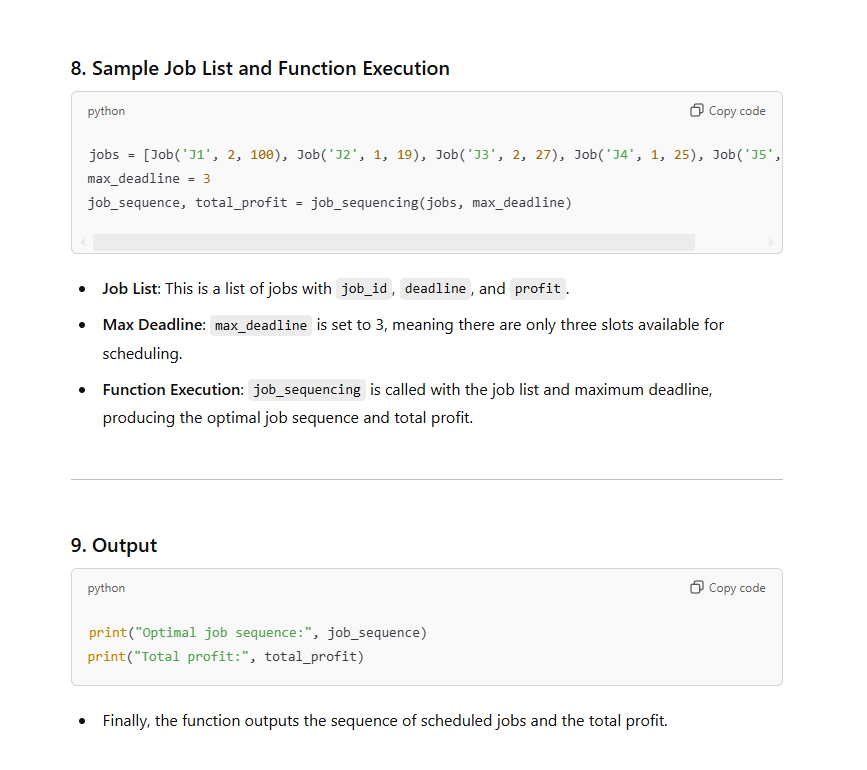 8. Sample Job List and Function Execution
python
Copy code
jobs = [Job('J1', 2, 100), Job('J2', 1, 19), Job('J3', 2, 27), Job('J4', 1, 25), Job('J5',
max_deadline = 3
job_sequence, total_profit = job_sequencing(jobs, max_deadline)
• Job List: This is a list of jobs with job_id, deadline, and profit.
• Max Deadline: max_deadline is set to 3, meaning there are only three slots available for
scheduling.
• Function Execution: job_sequencing is called with the job list and maximum deadline,
producing the optimal job sequence and total profit.
9. Output
python
Copy code
print("Optimal job sequence:", job_sequence)
print("Total profit:", total_profit)
• Finally, the function outputs the sequence of scheduled jobs and the total profit.